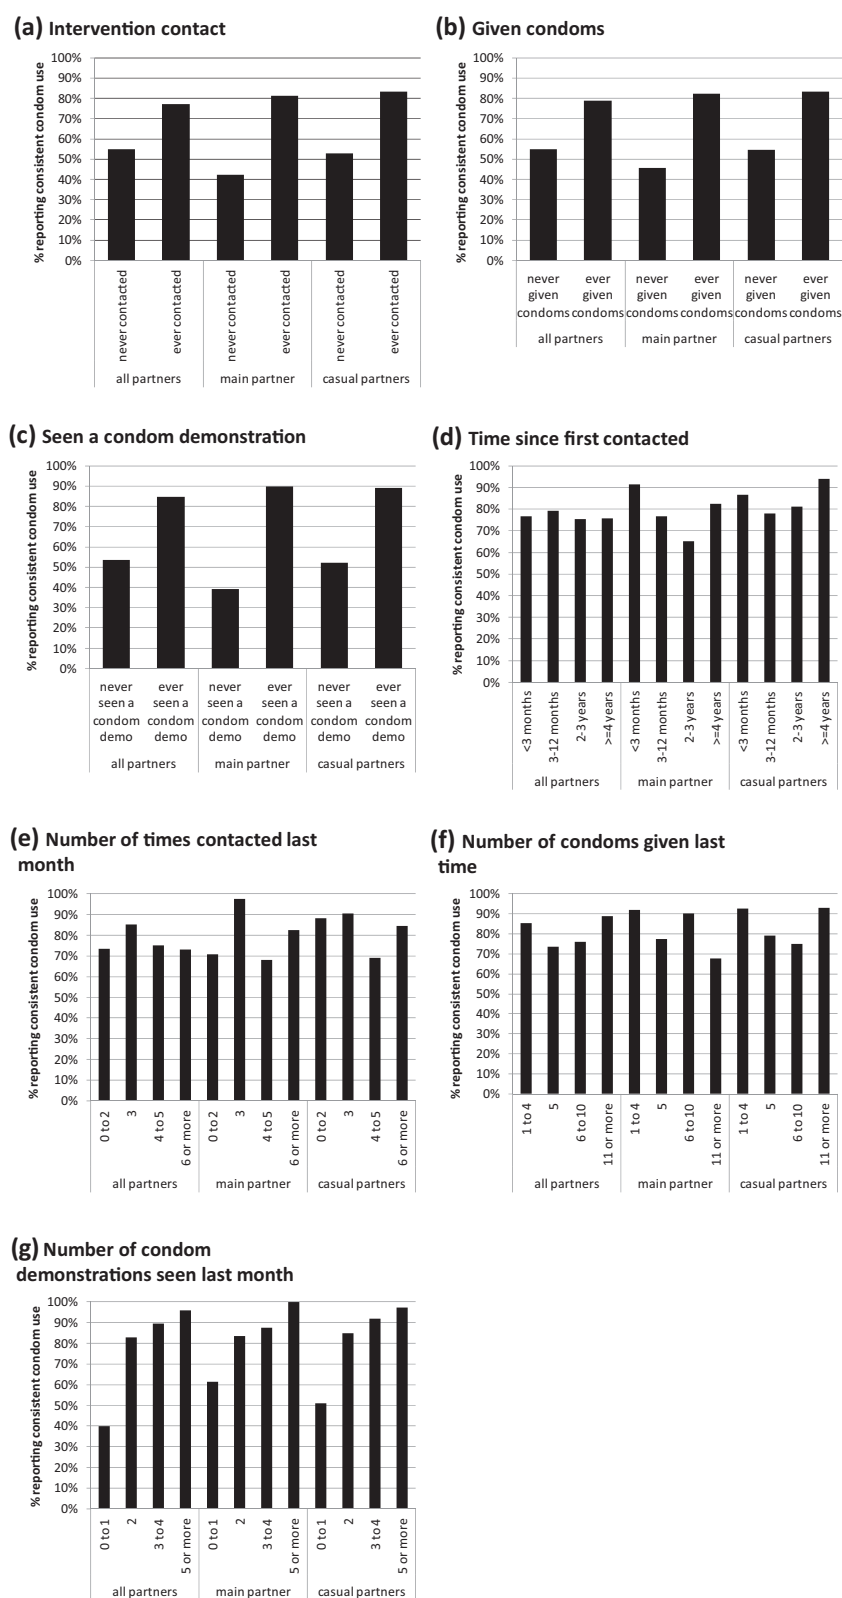 (a) Intervention contact
% reporting consistent condom use
100%
90%
80%
70%
60%
50%
40%
30%
20%
10%
0%
never contacted
ever contacted
never contacted
ever contacted
never contacted
ever contacted
all partners main partner casual partners
(b) Given condoms
% reporting consistent condom use
100%
90%
80%
70%
60%
50%
40%
30%
20%
10%
0%
never ever never ever never ever
given given given given given given
condoms condoms condoms condoms condoms condoms
all partners main partner casual partners
(c) Seen a condom demonstration
% reporting consistent condom use
100%
90%
80%
70%
60%
50%
40%
30%
20%
10%
0%
never ever seen never ever seen never ever seen
seen a a seen a a seen a a
condom condom condom condom condom condom
demo demo demo demo demo demo
all partners main partner casual partners
(d) Time since first contacted
% reporting consistent condom use
100%
90%
80%
70%
60%
50%
40%
30%
20%
10%
0%
<3 months
3-12 months
2-3 years
>=4 years
<3 months
3-12 months
2-3 years
>=4 years
<3 months
3-12 months
2-3 years
>=4 years
all partners main partner casual partners
(e) Number of times contacted last
month
% reporting consistent condom use
100%
90%
80%
70%
60%
50%
40%
30%
20%
10%
0%
0 to 2
3
4 to 5
6 or more
0 to 2
3
4 to 5
6 or more
0 to 2
3
4 to 5
6 or more
all partners main partner casual partners
(f) Number of condoms given last
time
% reporting consistent condom use
100%
90%
80%
70%
60%
50%
40%
30%
20%
10%
0%
1 to 4
5
6 to 10
11 or more
1 to 4
5
6 to 10
11 or more
1 to 4
5
6 to 10
11 or more
all partners main partner casual partners
(g) Number of condom
demonstrations seen last month
% reporting consistent condom use
100%
90%
80%
70%
60%
50%
40%
30%
20%
10%
0%
0 to 1
2
3 to 4
5 or more
0 to 1
2
3 to 4
5 or more
0 to 1
2
3 to 4
5 or more
all partners main partner casual partners